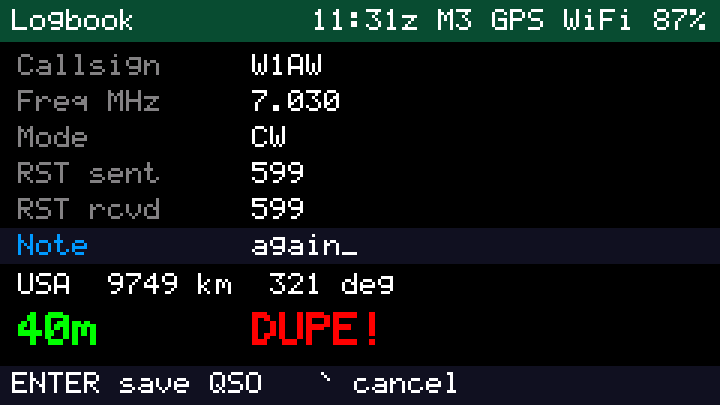 Logbook 11:31z M3 GPS WiFi 87%
Callsign W1AW
Freq MHz 7.030
Mode CW
RST sent 599
RST rcvd 599
Note again_
USA 9749 km 321 deg
40m DUPE!
ENTER save QSO ` cancel